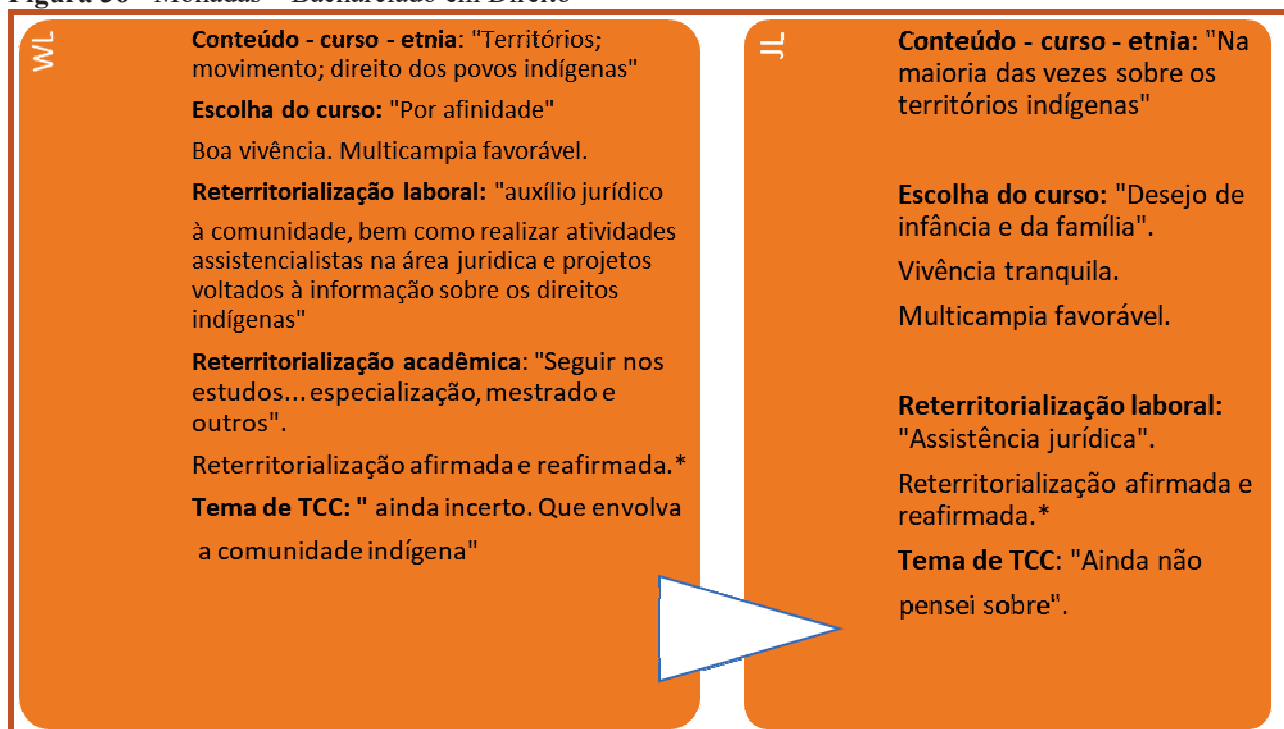 WL
Conteúdo - curso - etnia: "Territórios;
movimento; direito dos povos indígenas"
Escolha do curso: "Por afinidade"
Boa vivência. Multicampia favorável.
Reterritorialização laboral: "auxílio jurídico
à comunidade, bem como realizar atividades
assistencialistas na área juridica e projetos
voltados à informação sobre os direitos
indígenas"
Reterritorialização acadêmica: "Seguir nos
estudos... especialização, mestrado e
outros".
Reterritorialização afirmada e reafirmada.*
Tema de TCC: " ainda incerto. Que envolva
a comunidade indígena"
JL
Conteúdo - curso - etnia: "Na
maioria das vezes sobre os
territórios indígenas"
Escolha do curso: "Desejo de
infância e da família".
Vivência tranquila.
Multicampia favorável.
Reterritorialização laboral:
"Assistência jurídica".
Reterritorialização afirmada e
reafirmada.*
Tema de TCC: "Ainda não
pensei sobre".